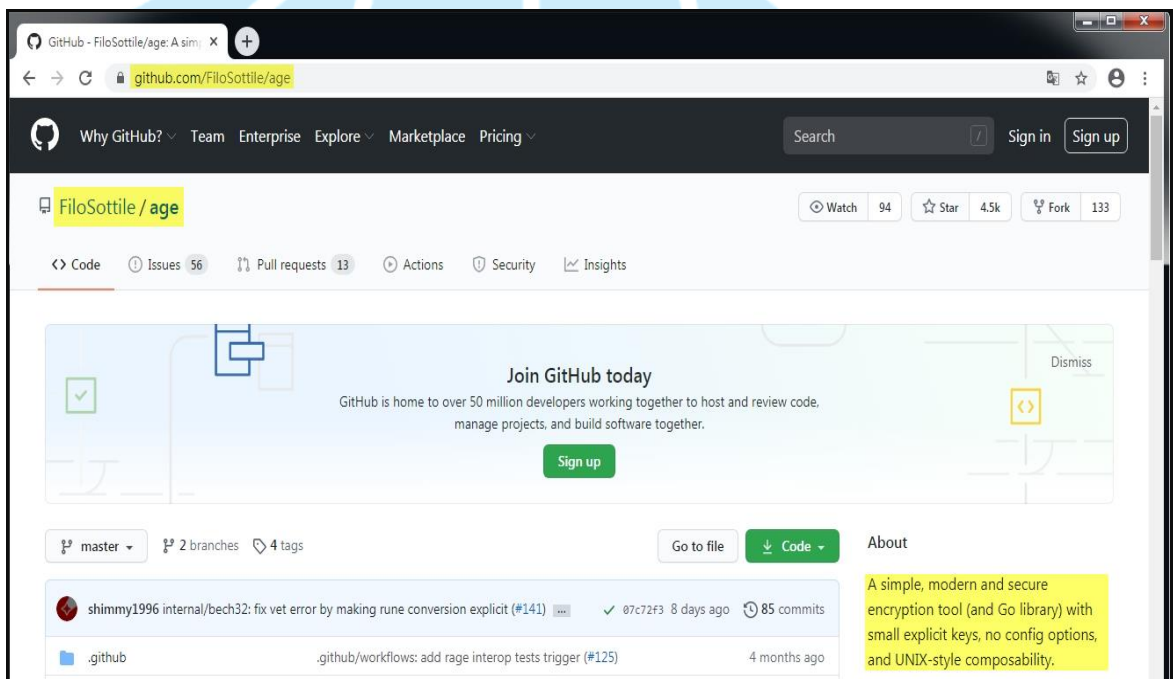 GitHub - FiloSottile/age: A sim
github.com/FiloSottile/age
Why GitHub? Team Enterprise Explore Marketplace Pricing Search / Sign in Sign up
FiloSottile / age Watch 94 Star 4.5k Fork 133
Code Issues 56 Pull requests 13 Actions Security Insights
Join GitHub today
Dismiss
GitHub is home to over 50 million developers working together to host and review code,
manage projects, and build software together.
Sign up
master 2 branches 4 tags Go to file Code
About
shimmy1996 internal/bech32: fix vet error by making rune conversion explicit (#141) ... 07c72f3 8 days ago 85 commits
.github .github/workflows: add rage interop tests trigger (#125) 4 months ago
A simple, modern and secure
encryption tool (and Go library) with
small explicit keys, no config options,
and UNIX-style composability.